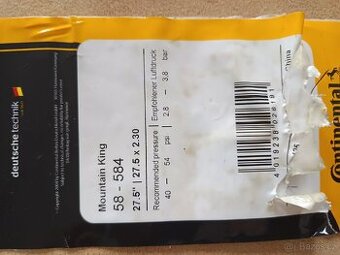 deutsche technik
Mountain King
58 - 584
27.5" | 27.5 x 2.30
Recommended pressure | Empfohlener Luftdruck
40 – 54 psi 2.8 – 3.8 bar
4 019238 028191
China
Continental